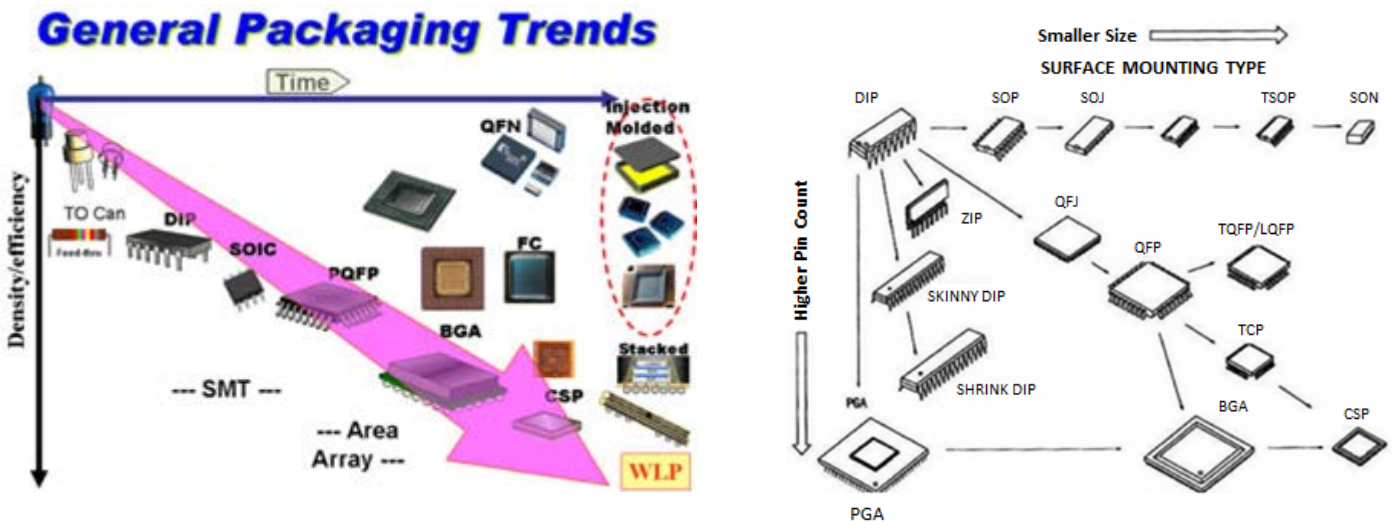 General Packaging Trends
Time
Density/efficiency
TO Can
DIP
SOIC
PQFP
BGA
QFN
FC
CSP
Injection
Molded
Stacked
WLP
--- SMT ---
--- Area
Array ---
Smaller Size
SURFACE MOUNTING TYPE
Higher Pin Count
DIP
SOP
SOJ
TSOP
SON
ZIP
QFJ
QFP
TQFP/LQFP
SKINNY DIP
TCP
SHRINK DIP
PGA
BGA
CSP
PGA